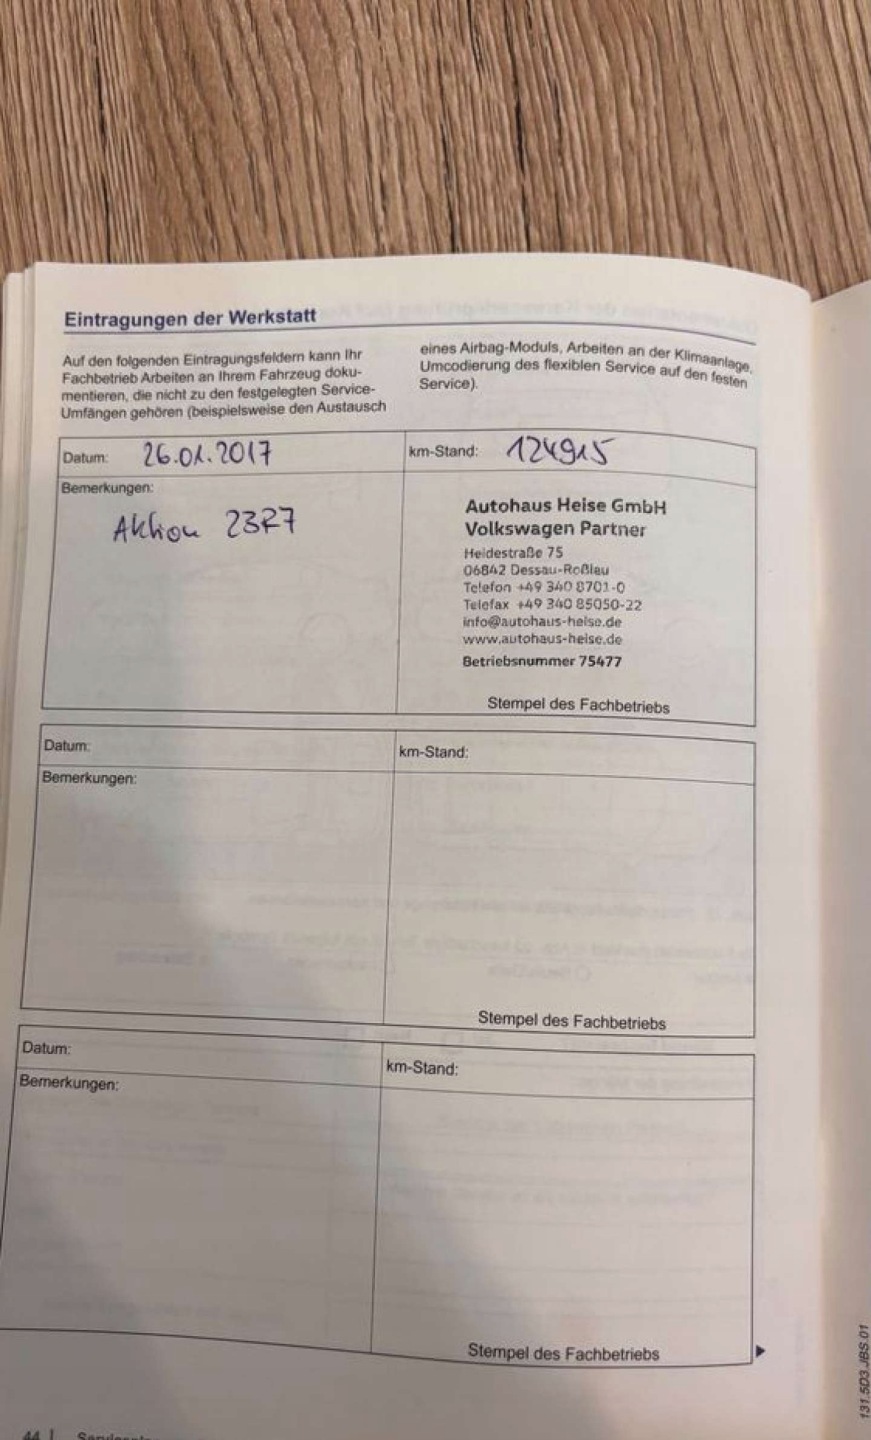 Eintragungen der Werkstatt
Auf den folgenden Eintragungsfeldern kann Ihr
Fachbetrieb Arbeiten an Ihrem Fahrzeug doku-
mentieren, die nicht zu den festgelegten Service-
Umfängen gehören (beispielsweise den Austausch
eines Airbag-Moduls, Arbeiten an der Klimaanlage,
Umcodierung des flexiblen Service auf den festen
Service).
Datum: 26.01.2017
km-Stand: 124915
Bemerkungen:
Aktion 23R7
Autohaus Heise GmbH
Volkswagen Partner
Heidestraße 75
06842 Dessau-Roßlau
Telefon +49 340 8701-0
Telefax +49 340 85050-22
info@autohaus-heise.de
www.autohaus-heise.de
Betriebsnummer 75477
Stempel des Fachbetriebs
Datum:
km-Stand:
Bemerkungen:
Stempel des Fachbetriebs
Datum:
km-Stand:
Bemerkungen:
Stempel des Fachbetriebs
44
131.5D3.JBS.01